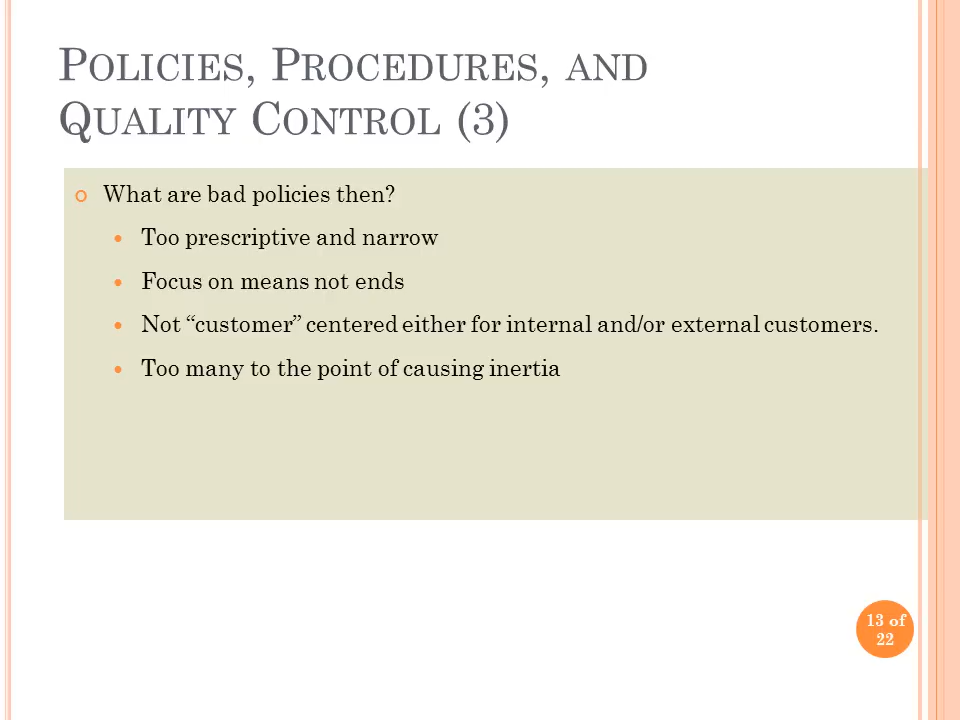 POLICIES, PROCEDURES, AND
QUALITY CONTROL (3)
What are bad policies then?
Too prescriptive and narrow
Focus on means not ends
Not “customer” centered either for internal and/or external customers.
Too many to the point of causing inertia
13 of
22